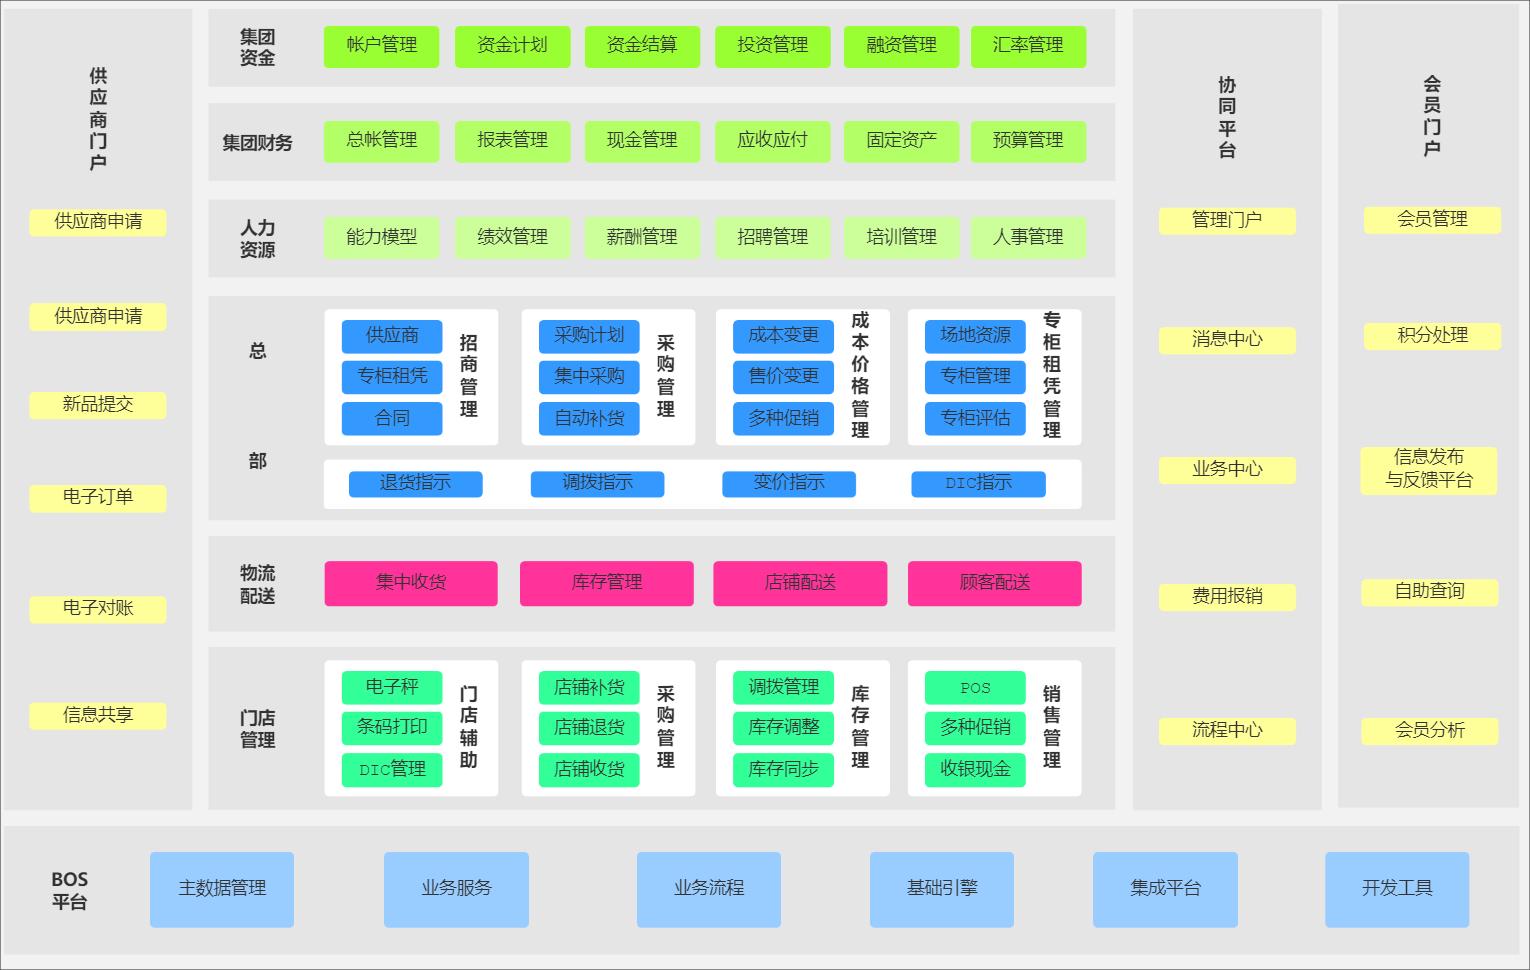 供
应
商
门
户
供应商申请
供应商申请
新品提交
电子订单
电子对账
信息共享
集团
资金
帐户管理
资金计划
资金结算
投资管理
融资管理
汇率管理
集团财务
总帐管理
报表管理
现金管理
应收应付
固定资产
预算管理
人力
资源
能力模型
绩效管理
薪酬管理
招聘管理
培训管理
人事管理
总
部
供应商
专柜租凭
合同
招
商
管
理
采购计划
集中采购
自动补货
采
购
管
理
成本变更
售价变更
多种促销
成
本
价
格
管
理
场地资源
专柜管理
专柜评估
专
柜
租
凭
管
理
退货指示
调拨指示
变价指示
DIC指示
物流
配送
集中收货
库存管理
店铺配送
顾客配送
门店
管理
电子秤
条码打印
DIC管理
门
店
辅
助
店铺补货
店铺退货
店铺收货
采
购
管
理
调拨管理
库存调整
库存同步
库
存
管
理
POS
多种促销
收银现金
销
售
管
理
协
同
平
台
管理门户
消息中心
业务中心
费用报销
流程中心
会
员
门
户
会员管理
积分处理
信息发布
与反馈平台
自助查询
会员分析
BOS
平台
主数据管理
业务服务
业务流程
基础引擎
集成平台
开发工具